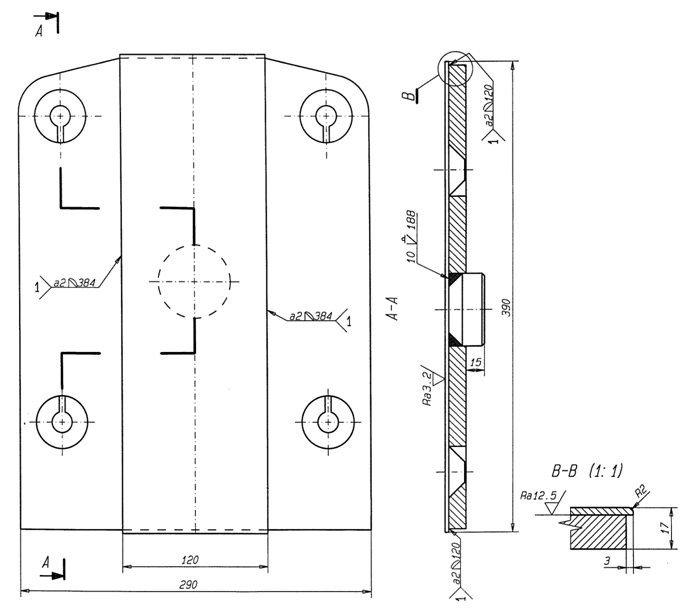 A
B
a2 120
1
10 188
1 a2 384
A-A
390
a2 384 1
15
Ra3.2
B-B (1:1)
Ra12.5
R2
17
3
A
120
290
a2 120
1